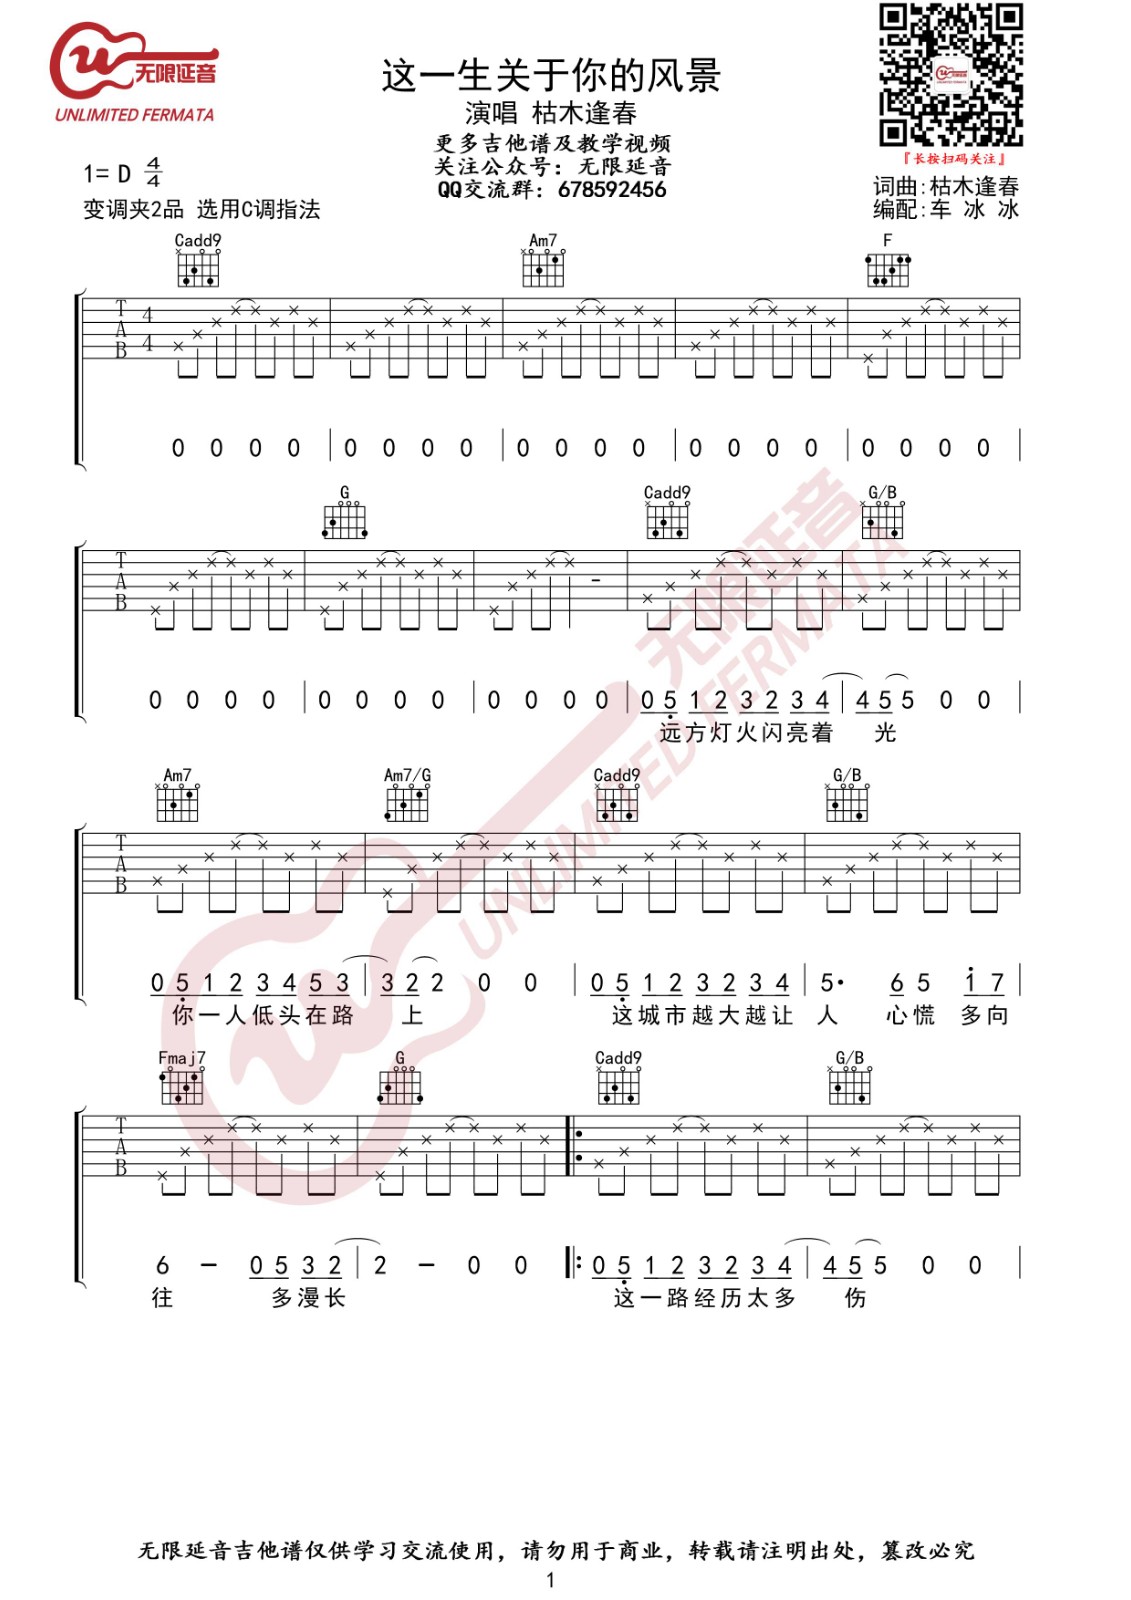 无限延音
UNLIMITED FERMATA
这一生关于你的风景
演唱 枯木逢春
更多吉他谱及教学视频
关注公众号：无限延音
QQ交流群：678592456
『长按扫码关注』
1= D 4/4
变调夹2品 选用C调指法
词曲:枯木逢春
编配:车 冰 冰
Cadd9 Am7 F
T A B 4 4
0 0 0 0 | 0 0 0 0 | 0 0 0 0 | 0 0 0 0 | 0 0 0 0 |
G Cadd9 G/B
T A B
0 0 0 0 | 0 0 0 0 | 0 0 0 0 | 0 5 1 2 3 2 3 4 | 4 5 5 0 0 |
远方灯火闪亮着 光
Am7 Am7/G Cadd9 G/B
T A B
0 5 1 2 3 4 5 3 | 3 2 2 0 0 | 0 5 1 2 3 2 3 4 | 5· 6 5 1 7 |
你一人低头在路 上 这城市越大越让 人 心慌 多向
Fmaj7 G Cadd9 G/B
T A B
6 - 0 5 3 2 | 2 - 0 0 ‖: 0 5 1 2 3 2 3 4 | 4 5 5 0 0 |
往 多漫长 这一路经历太多 伤
无限延音
UNLIMITED FERMATA
无限延音吉他谱仅供学习交流使用，请勿用于商业，转载请注明出处，篡改必究
1